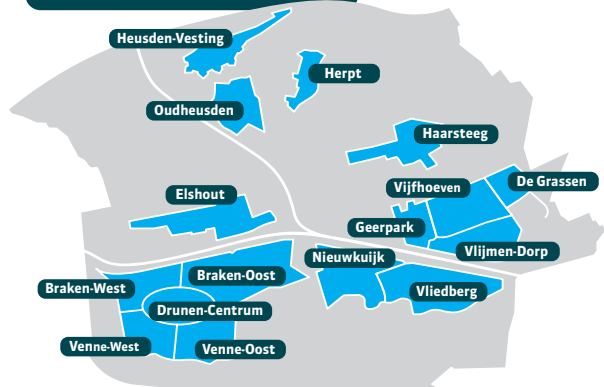 Heusden-Vesting
Herpt
Oudheusden
Haarsteeg
De Grassen
Vijfhoeven
Elshout
Geerpark
Vlijmen-Dorp
Nieuwkuijk
Braken-Oost
Braken-West
Vliedberg
Drunen-Centrum
Venne-West
Venne-Oost